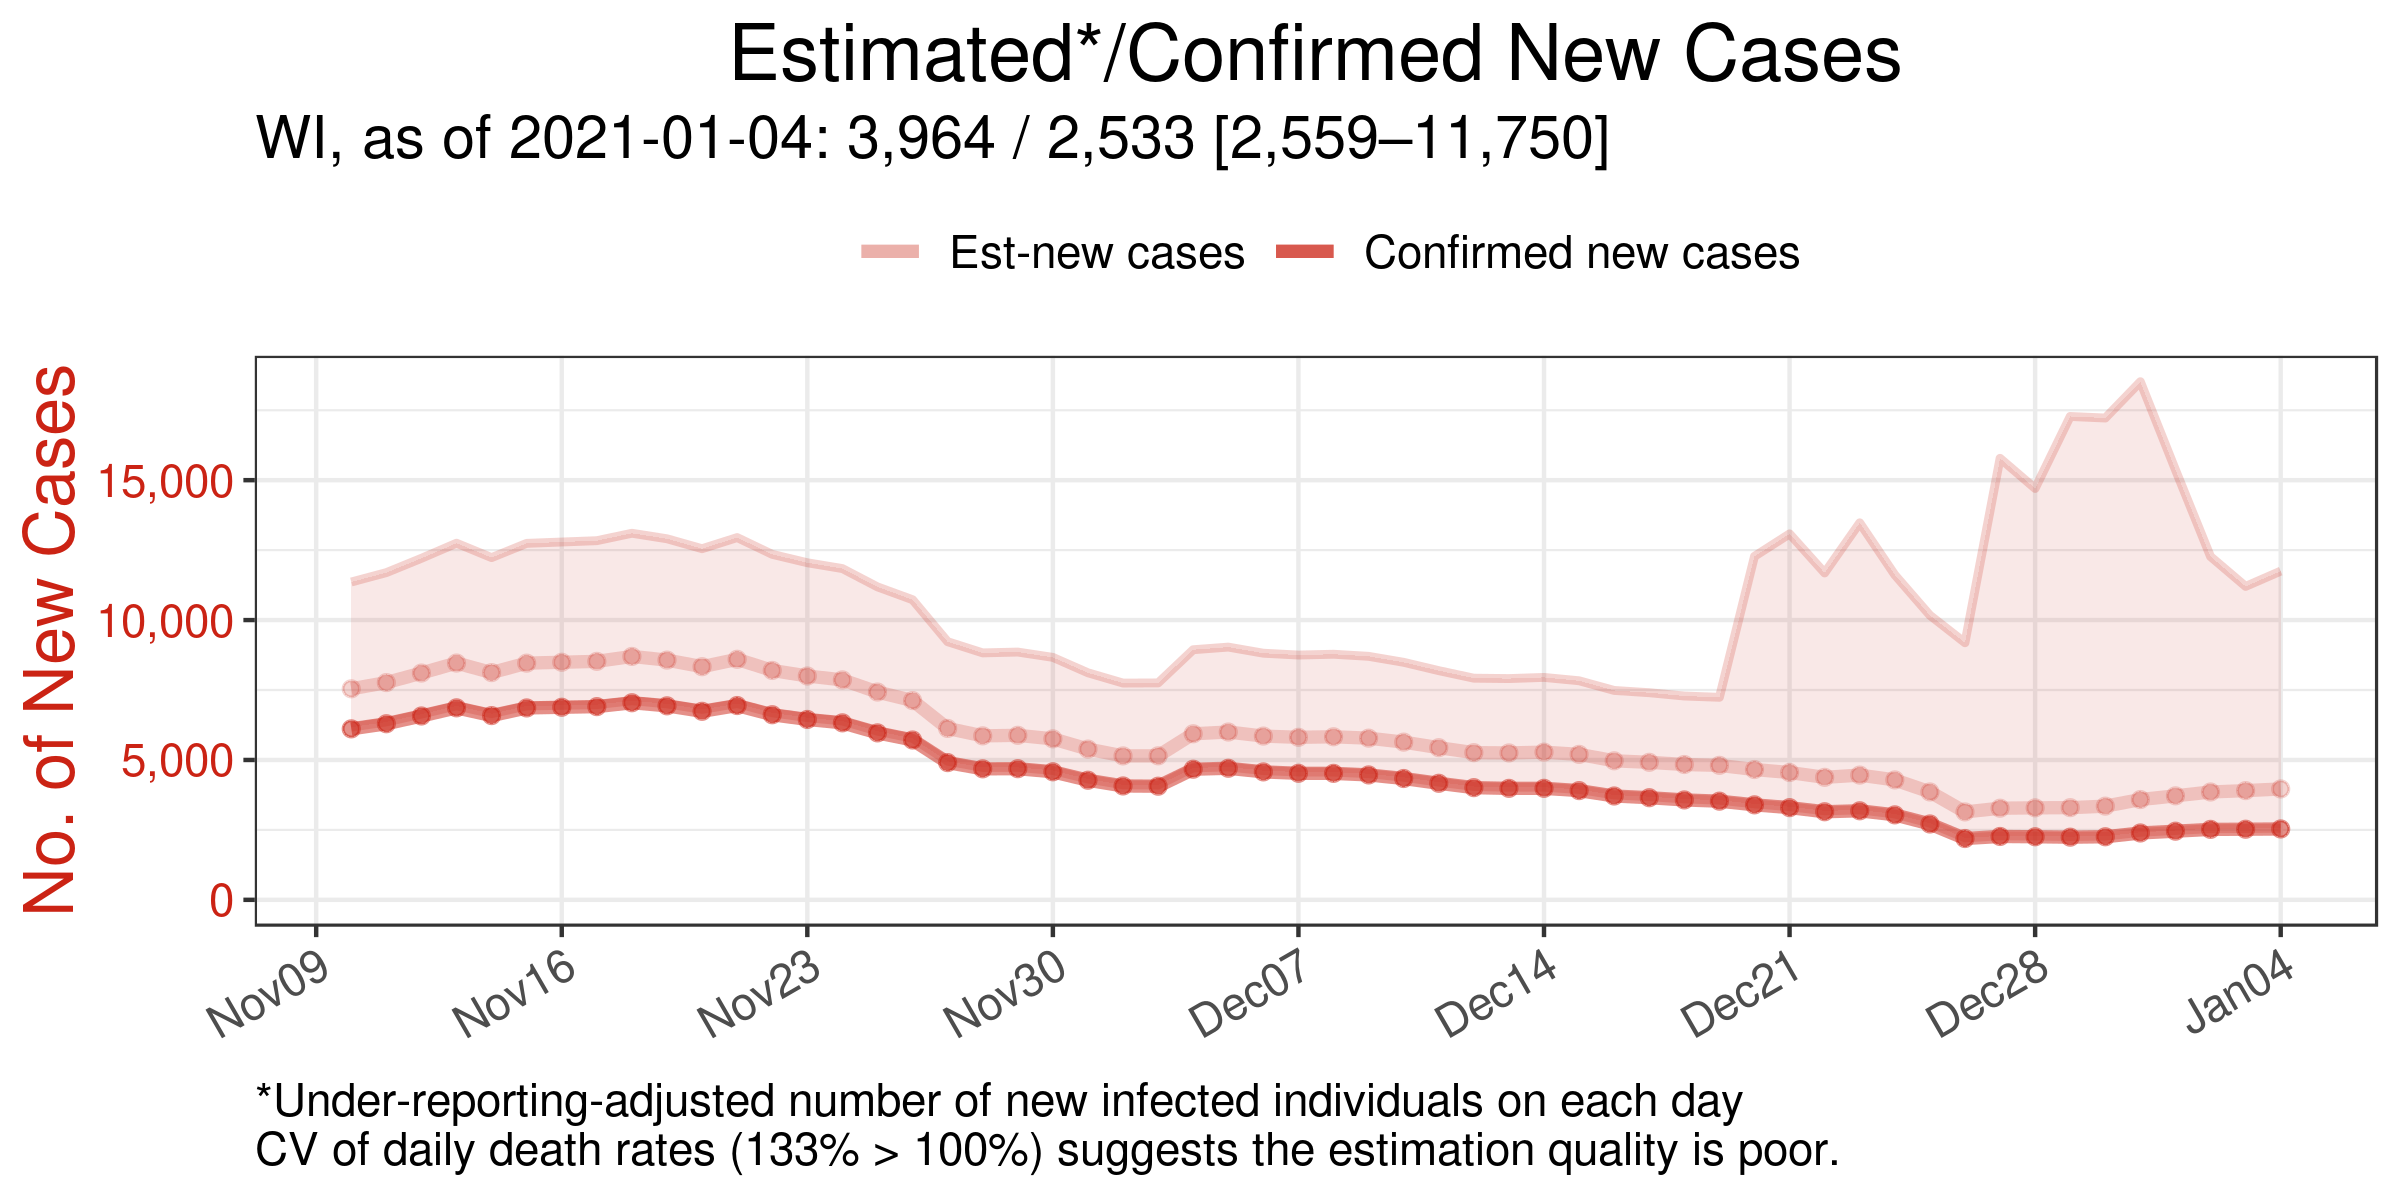 Estimated*/Confirmed New Cases
WI, as of 2021-01-04: 3,964 / 2,533 [2,559–11,750]
Est-new cases
Confirmed new cases
No. of New Cases
15,000
10,000
5,000
0
Nov09
Nov16
Nov23
Nov30
Dec07
Dec14
Dec21
Dec28
Jan04
*Under-reporting-adjusted number of new infected individuals on each day
CV of daily death rates (133% > 100%) suggests the estimation quality is poor.